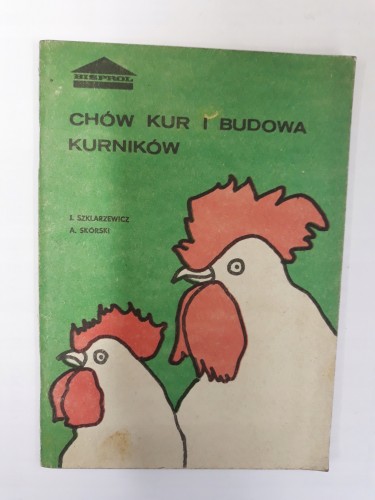 BISPROL
CHÓW KUR I BUDOWA
KURNIKÓW
J. SZKLARZEWICZ
A. SKÓRSKI